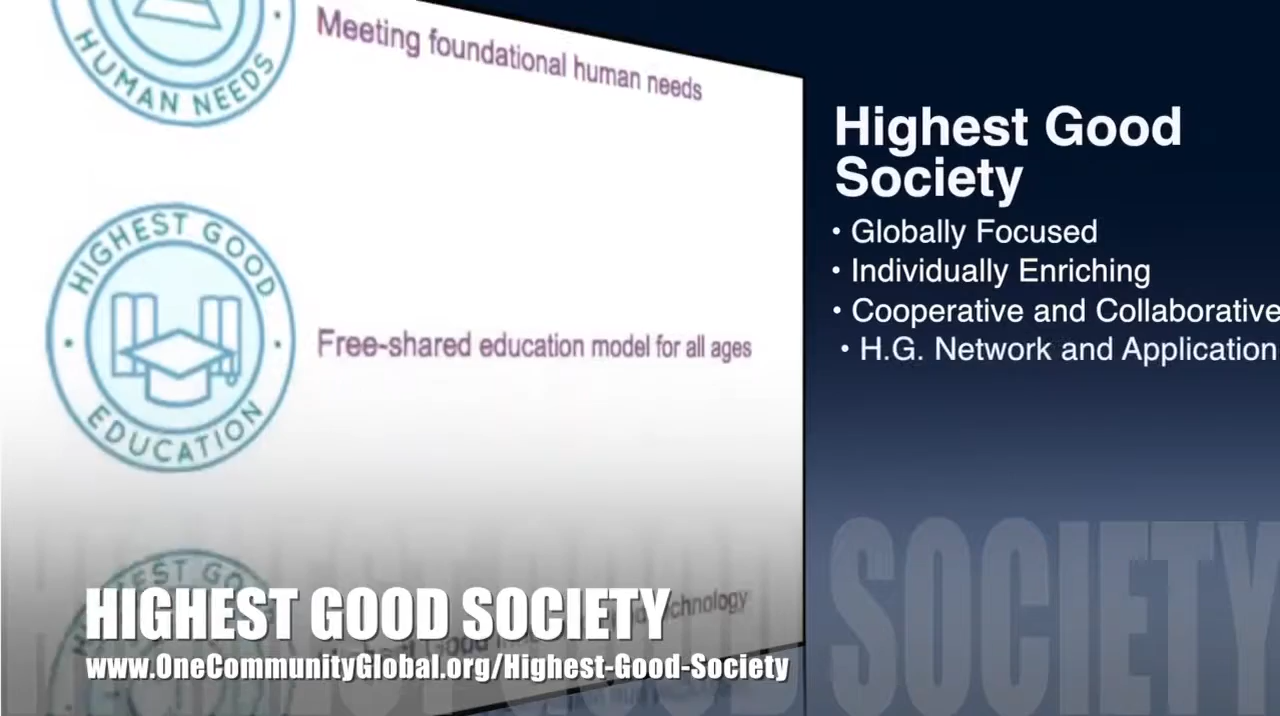 HUMAN NEEDS
Meeting foundational human needs
HIGHEST GOOD
EDUCATION
Free-shared education model for all ages
Highest Good
Society
• Globally Focused
• Individually Enriching
• Cooperative and Collaborative
• H.G. Network and Application
SOCIETY
HIGHEST GOOD SOCIETY
www.OneCommunityGlobal.org/Highest-Good-Society